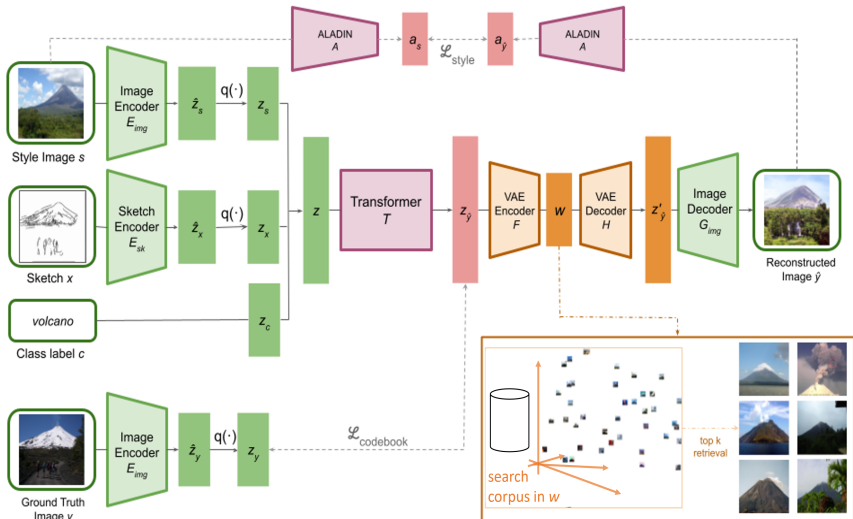 ALADIN
A
a_s
ℒ_style
a_ŷ
ALADIN
A
Image
Encoder
E_img
ẑ_s
q(·)
z_s
Style Image s
Sketch
Encoder
E_sk
ẑ_x
q(·)
z_x
Sketch x
z
Transformer
T
z_ŷ
VAE
Encoder
F
w
VAE
Decoder
H
z'_ŷ
Image
Decoder
G_img
Reconstructed
Image ŷ
volcano
z_c
Class label c
Image
Encoder
E_img
ẑ_y
q(·)
z_y
ℒ_codebook
Ground Truth
Image y
search
corpus in w
top k
retrieval